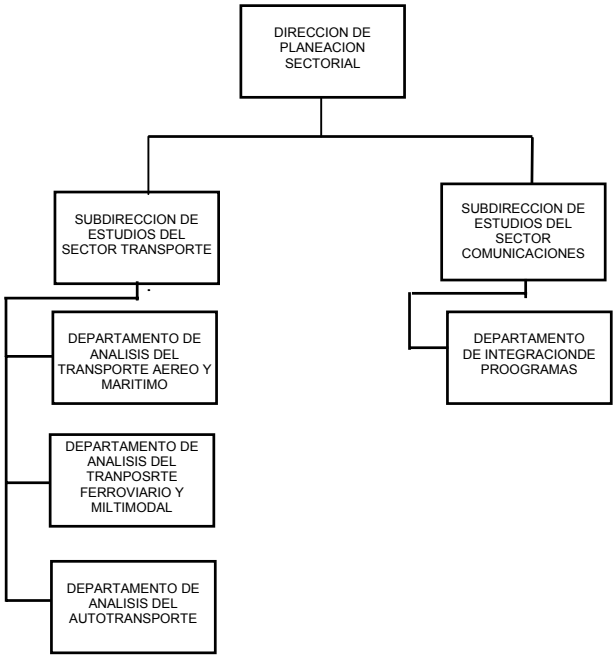 DIRECCION DE
PLANEACION
SECTORIAL
SUBDIRECCION DE
ESTUDIOS DEL
SECTOR TRANSPORTE
SUBDIRECCION DE
ESTUDIOS DEL
SECTOR
COMUNICACIONES
DEPARTAMENTO DE
ANALISIS DEL
TRANSPORTE AEREO Y
MARITIMO
DEPARTAMENTO
DE INTEGRACIONDE
PROOGRAMAS
DEPARTAMENTO DE
ANALISIS DEL
TRANPOSRTE
FERROVIARIO Y
MILTIMODAL
DEPARTAMENTO DE
ANALISIS DEL
AUTOTRANSPORTE